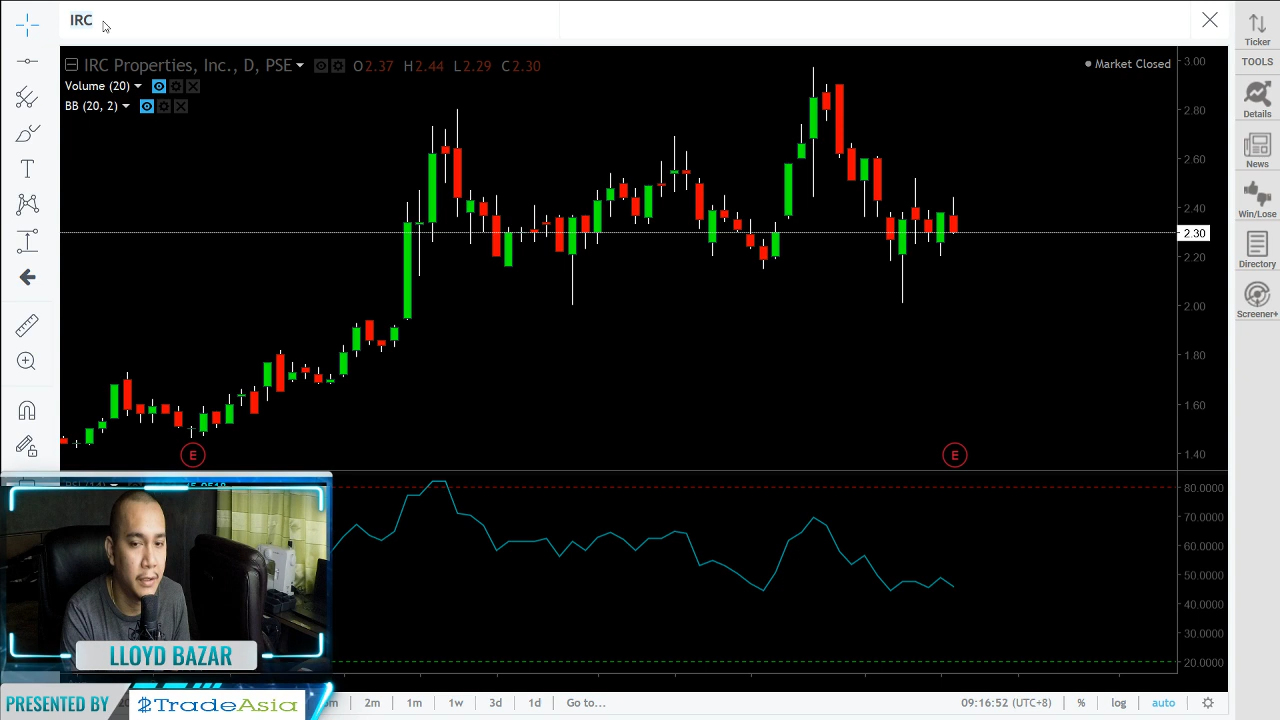 IRC
Ticker
TOOLS
Details
News
Win/Lose
Directory
Screener+
IRC Properties, Inc., D, PSE O2.37 H2.44 L2.29 C2.30
Market Closed
Volume (20)
BB (20, 2)
3.00
2.80
2.60
2.40
2.30
2.20
2.00
1.80
1.60
1.40
E
E
80.0000
70.0000
60.0000
50.0000
40.0000
30.0000
20.0000
LLOYD BAZAR
PRESENTED BY
TradeAsia
2m 1m 1w 3d 1d Go to... 09:16:52 (UTC+8) % log auto